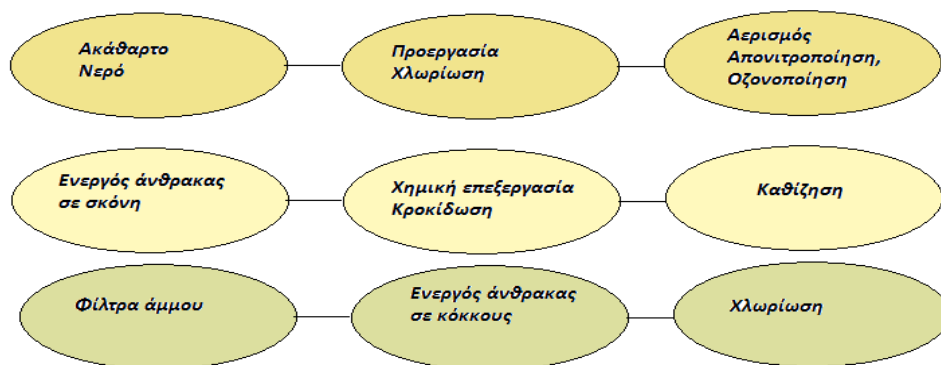 Ακάθαρτο
Νερό
Προεργασία
Χλωρίωση
Αερισμός
Απονιτροποίηση,
Οζονοποίηση
Ενεργός άνθρακας
σε σκόνη
Χημική επεξεργασία
Κροκίδωση
Καθίζηση
Φίλτρα άμμου
Ενεργός άνθρακας
σε κόκκους
Χλωρίωση